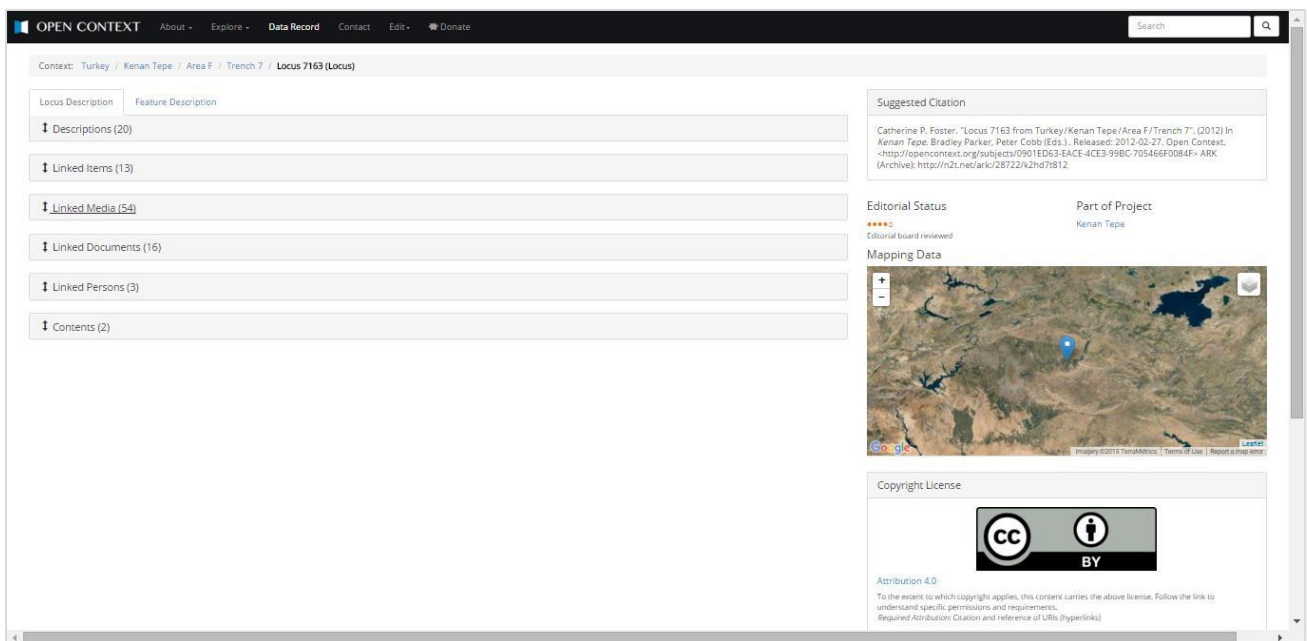 OPEN CONTEXT About Explore Data Record Contact Edit Donate Search
Context: Turkey / Kenan Tepe / Area F / Trench 7 / Locus 7163 (Locus)
Locus Description Feature Description
Descriptions (20)
Linked Items (13)
Linked Media (54)
Linked Documents (16)
Linked Persons (3)
Contents (2)
Suggested Citation
Catherine P. Foster. "Locus 7163 from Turkey/Kenan Tepe/Area F/Trench 7". (2012) In
Kenan Tepe. Bradley Parker, Peter Cobb (Eds.) . Released: 2012-02-27. Open Context.
<http://opencontext.org/subjects/0901ED63-EACE-4CE3-99BC-705466F0084F> ARK
(Archive): http://n2t.net/ark:/28722/k2hd7t812
Editorial Status Part of Project
Kenan Tepe
Editorial board reviewed
Mapping Data
+
−
Google
Leaflet
Imagery ©2015 TerraMetrics Terms of Use Report a map error
Copyright License
CC
BY
Attribution 4.0
To the extent to which copyright applies, this content carries the above license. Follow the link to
understand specific permissions and requirements.
Required Attribution: Citation and reference of URIs (hyperlinks)